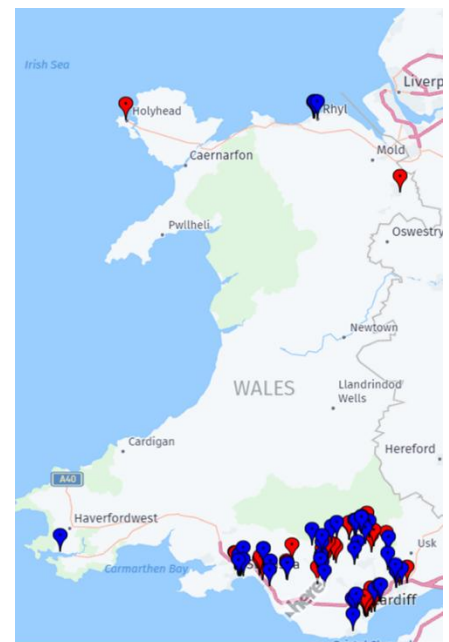 Irish Sea
Liverp
Holyhead
Rhyl
Mold
Caernarfon
Oswestry
Pwllheli
Newtown
WALES
Llandrindod
Wells
Cardigan
Hereford
A40
Haverfordwest
Usk
Carmarthen Bay
here
ardiff